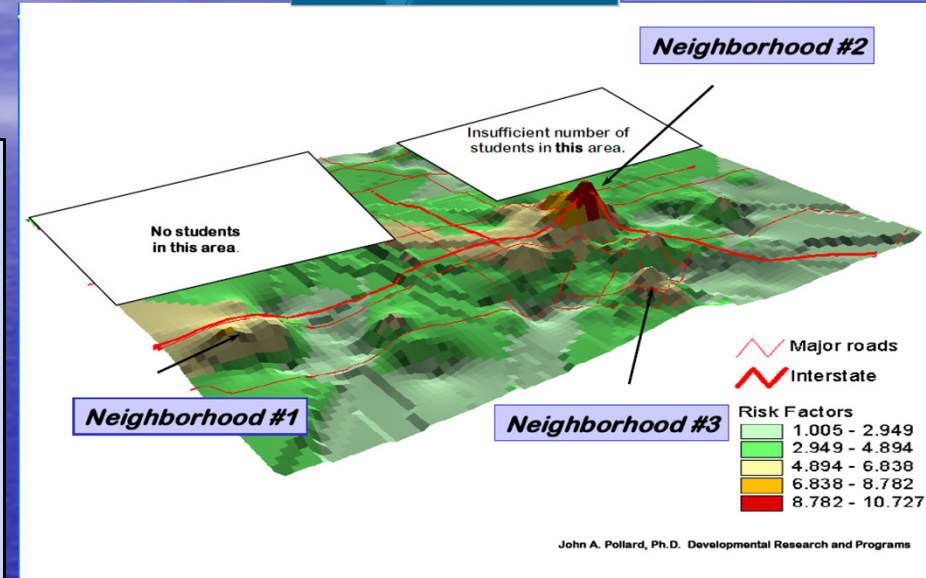 Neighborhood #2
Insufficient number of
students in this area.
No students
in this area.
Neighborhood #1
Neighborhood #3
Major roads
Interstate
Risk Factors
1.005 - 2.949
2.949 - 4.894
4.894 - 6.838
6.838 - 8.782
8.782 - 10.727
John A. Pollard, Ph.D. Developmental Research and Programs